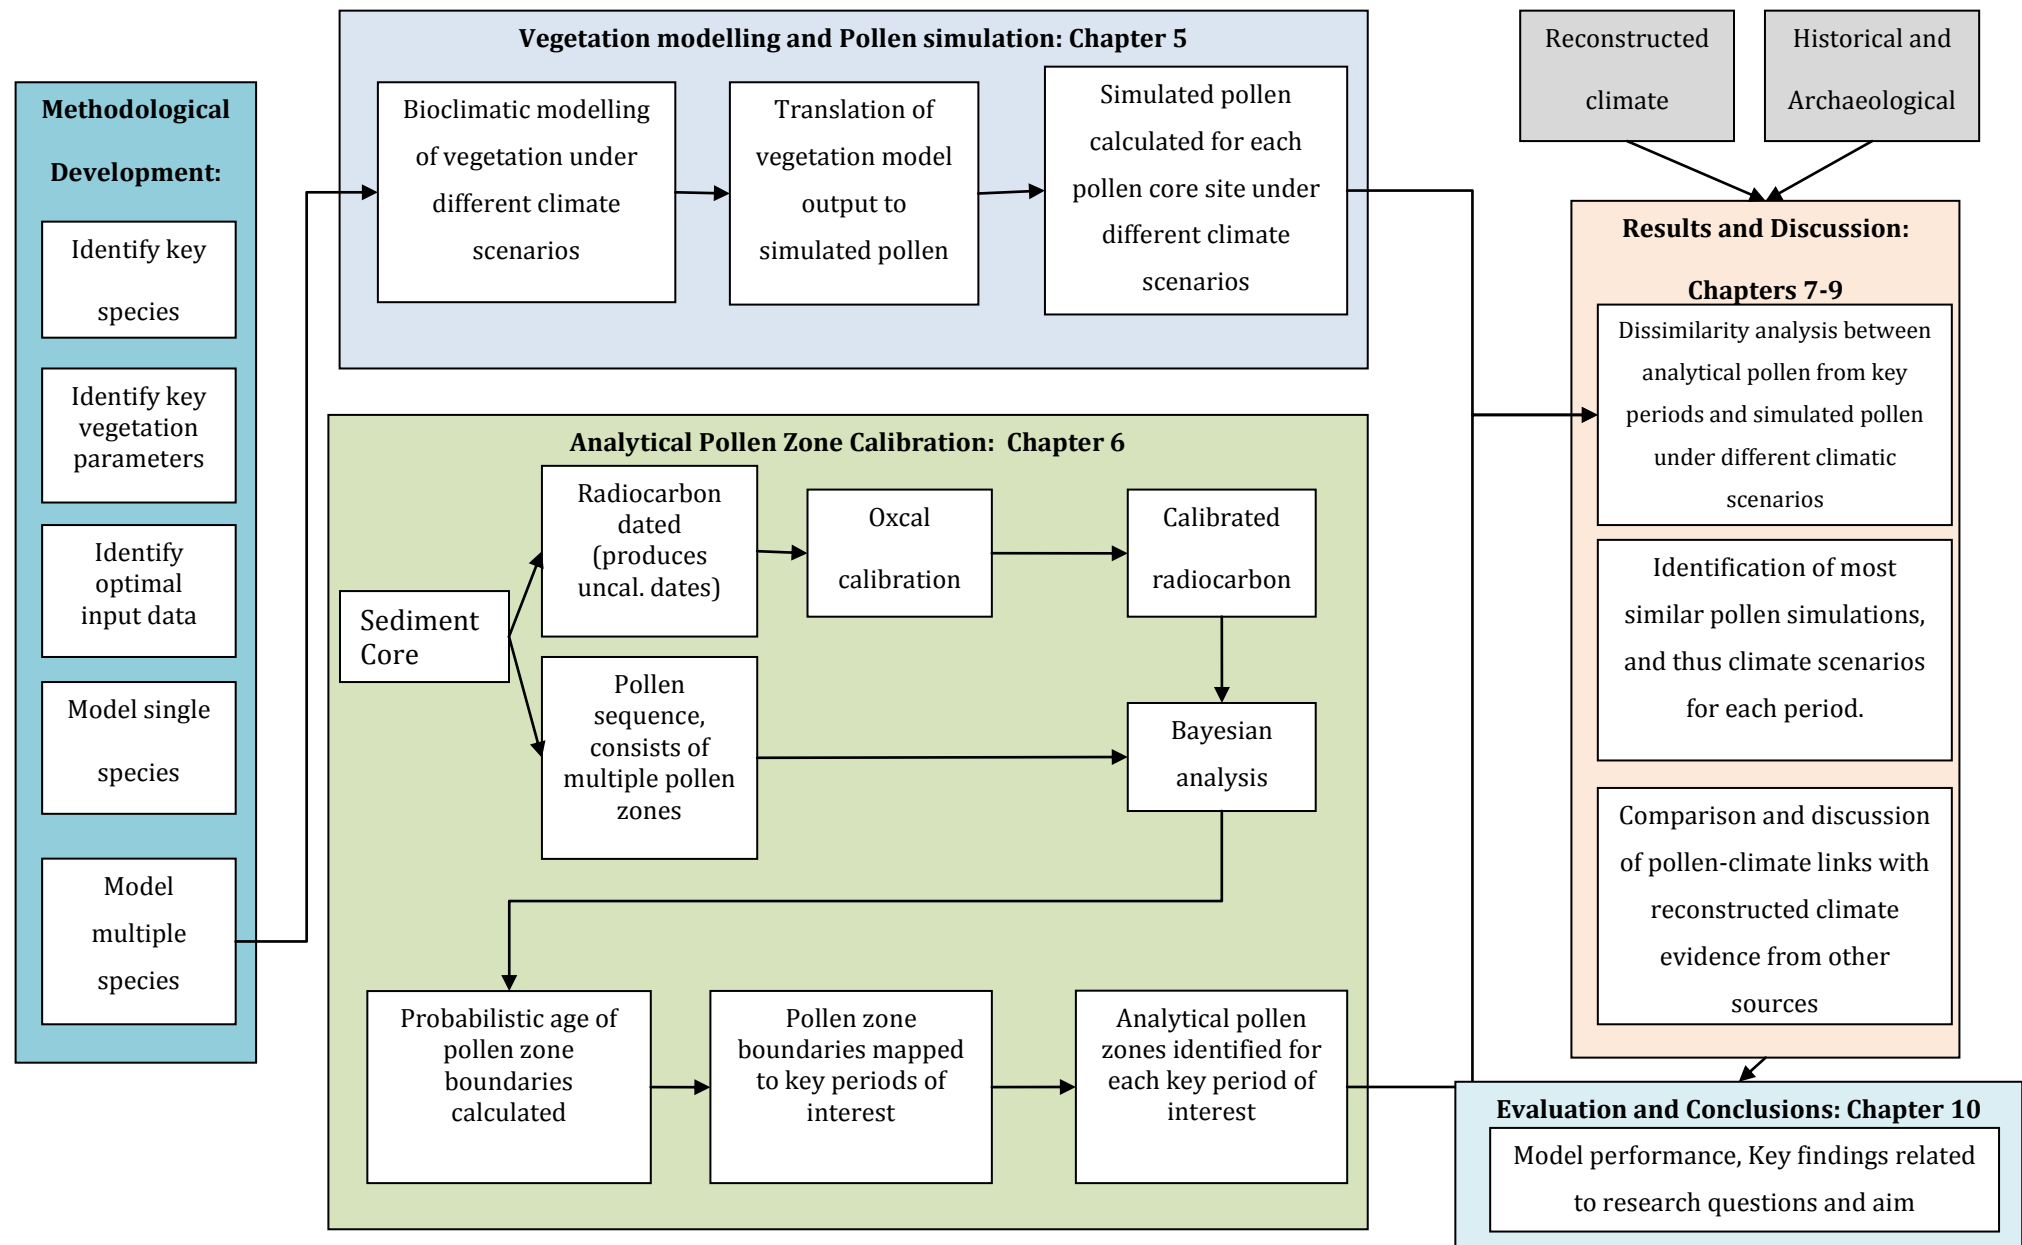 Methodological
Development:
Identify key
species
Identify key
vegetation
parameters
Identify
optimal
input data
Model single
species
Model
multiple
species
Vegetation modelling and Pollen simulation: Chapter 5
Bioclimatic modelling
of vegetation under
different climate
scenarios
Translation of
vegetation model
output to
simulated pollen
Simulated pollen
calculated for each
pollen core site under
different climate
scenarios
Analytical Pollen Zone Calibration:  Chapter 6
Sediment
Core
Radiocarbon
dated
(produces
uncal. dates)
Oxcal
calibration
Calibrated
radiocarbon
Pollen
sequence,
consists of
multiple pollen
zones
Bayesian
analysis
Probabilistic age of
pollen zone
boundaries
calculated
Pollen zone
boundaries mapped
to key periods of
interest
Analytical pollen
zones identified for
each key period of
interest
Reconstructed
climate
Historical and
Archaeological
Results and Discussion:
Chapters 7-9
Dissimilarity analysis between
analytical pollen from key
periods and simulated pollen
under different climatic
scenarios
Identification of most
similar pollen simulations,
and thus climate scenarios
for each period.
Comparison and discussion
of pollen-climate links with
reconstructed climate
evidence from other
sources
Evaluation and Conclusions: Chapter 10
Model performance, Key findings related
to research questions and aim